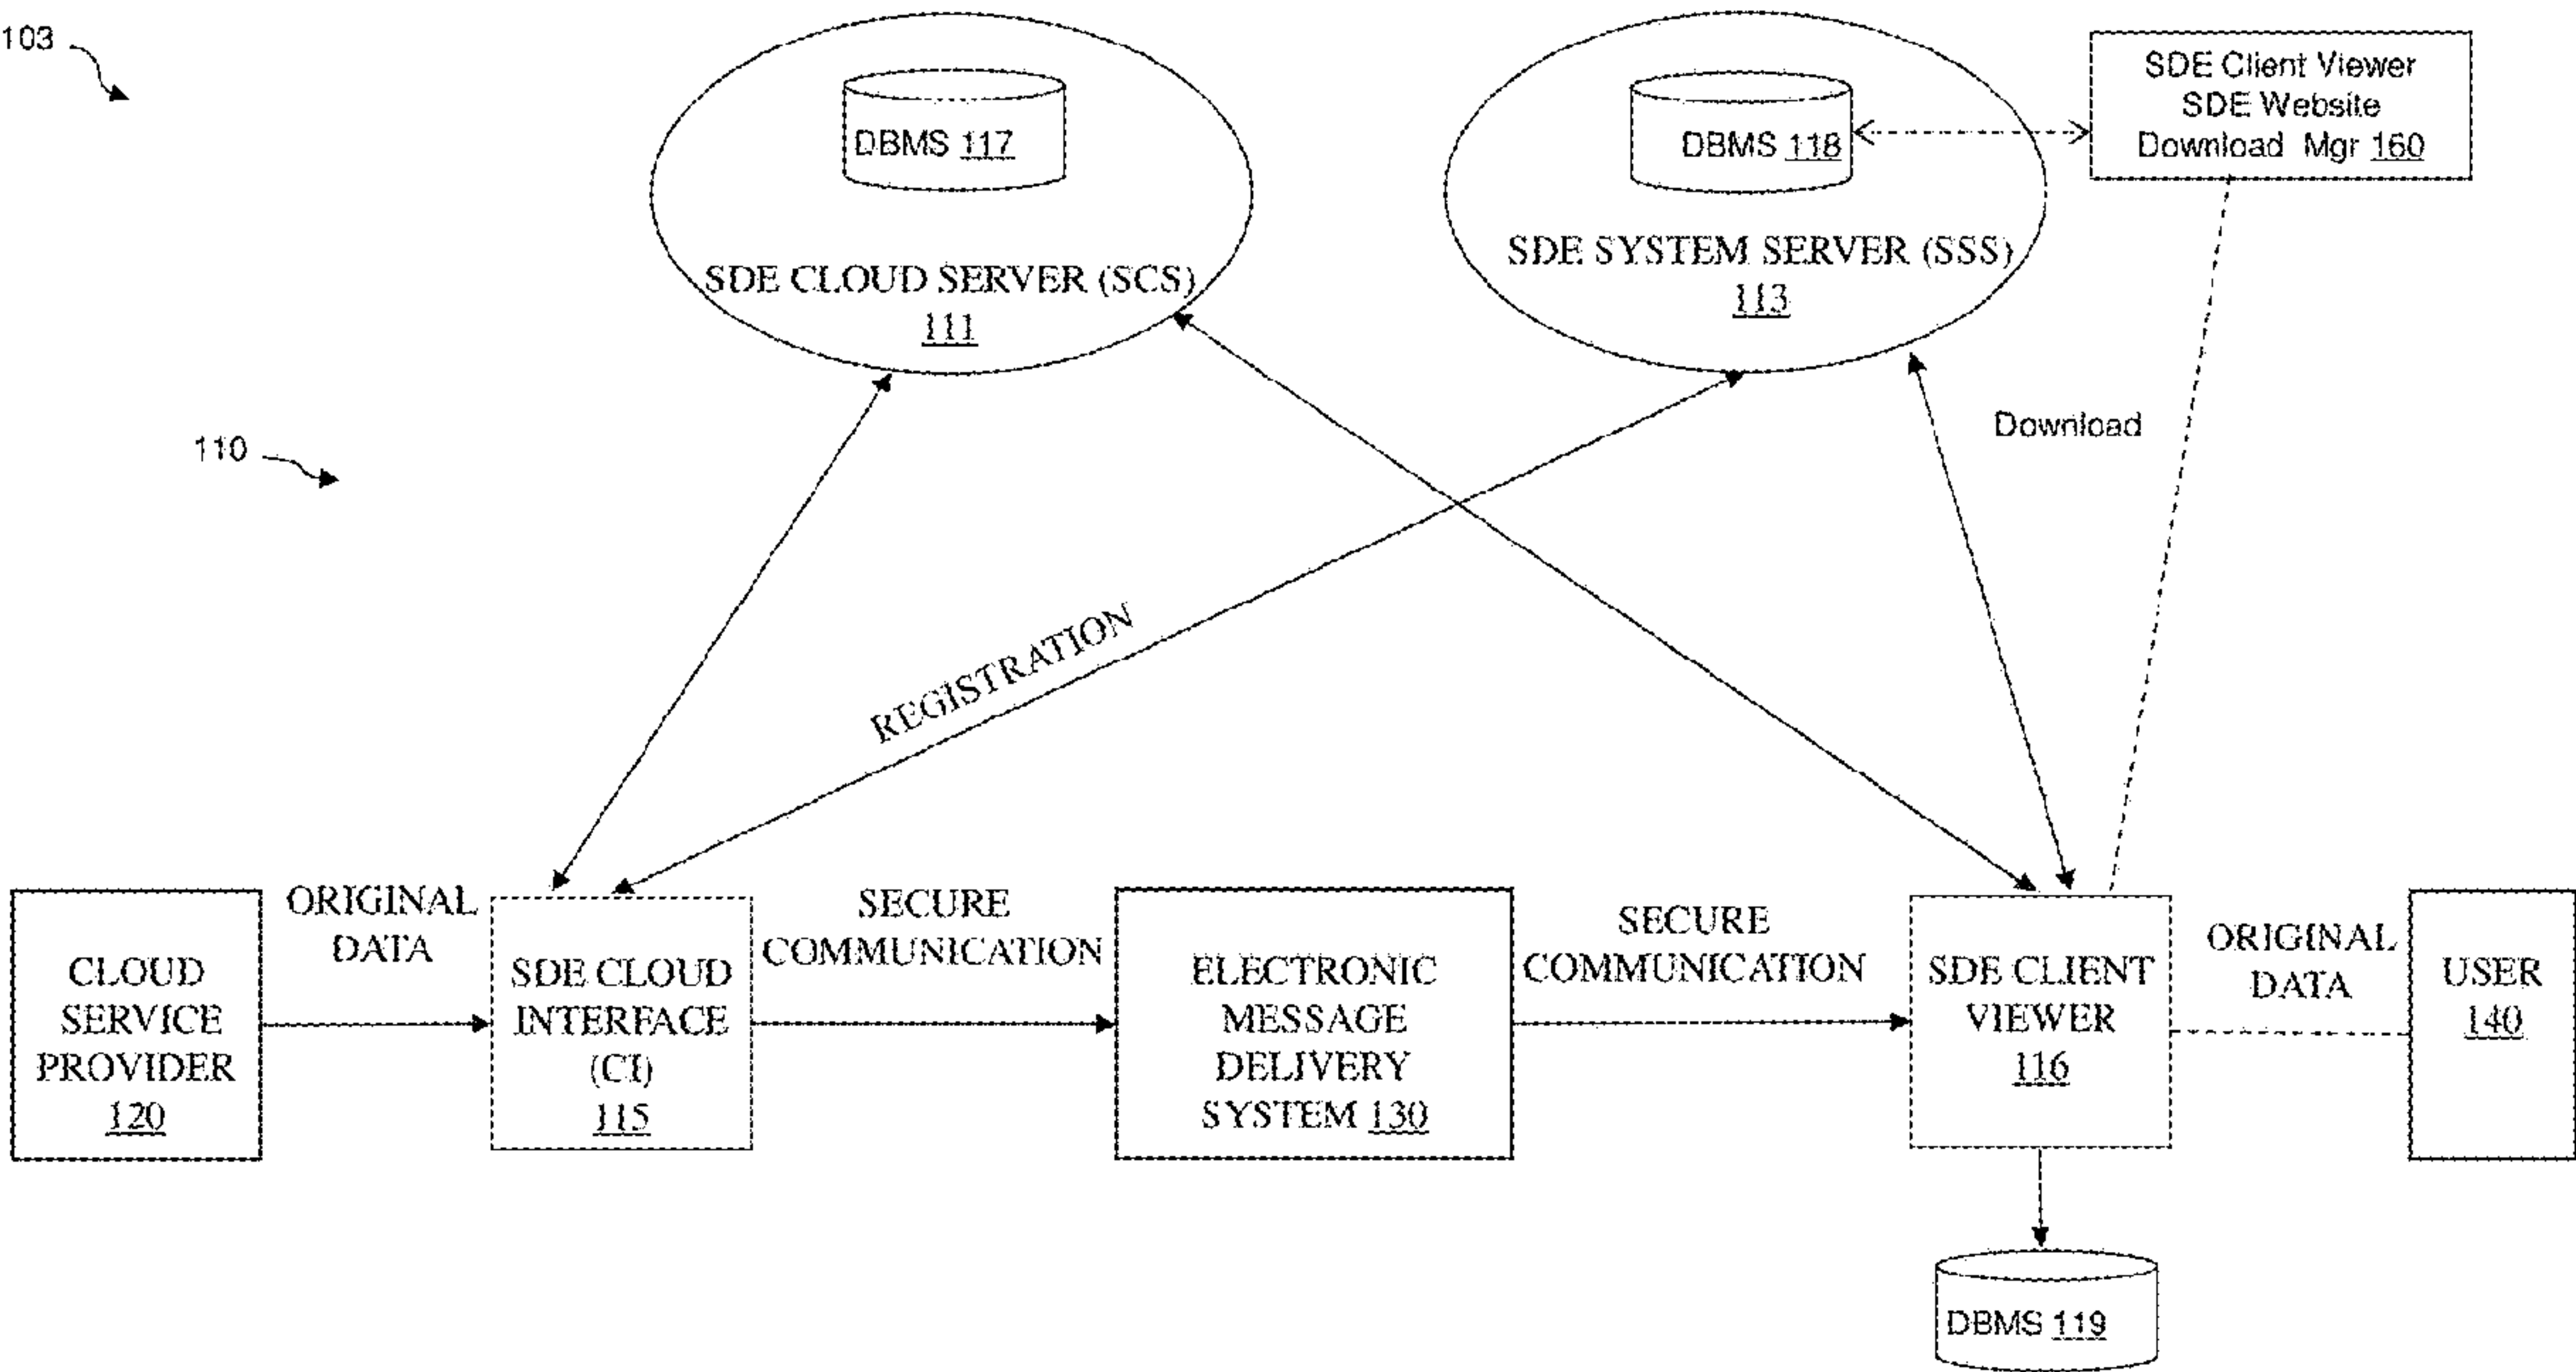 103
DBMS 117
SDE CLOUD SERVER (SCS)
111
DBMS 118
SDE SYSTEM SERVER (SSS)
113
SDE Client Viewer
SDE Website
Download Mgr 160
110
Download
REGISTRATION
CLOUD
SERVICE
PROVIDER
120
ORIGINAL
DATA
SDE CLOUD
INTERFACE
(CI)
115
SECURE
COMMUNICATION
ELECTRONIC
MESSAGE
DELIVERY
SYSTEM 130
SECURE
COMMUNICATION
SDE CLIENT
VIEWER
116
ORIGINAL
DATA
USER
140
DBMS 119